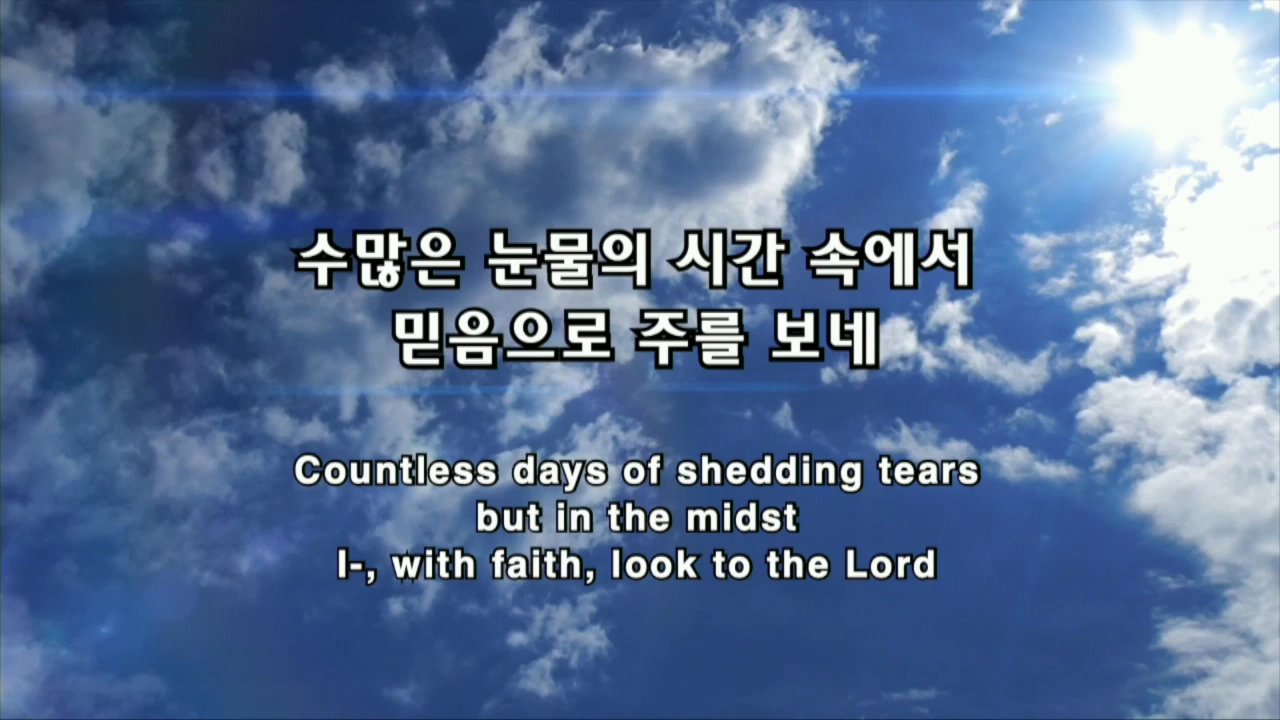 수많은 눈물의 시간 속에서
믿음으로 주를 보네
Countless days of shedding tears
but in the midst
I-, with faith, look to the Lord